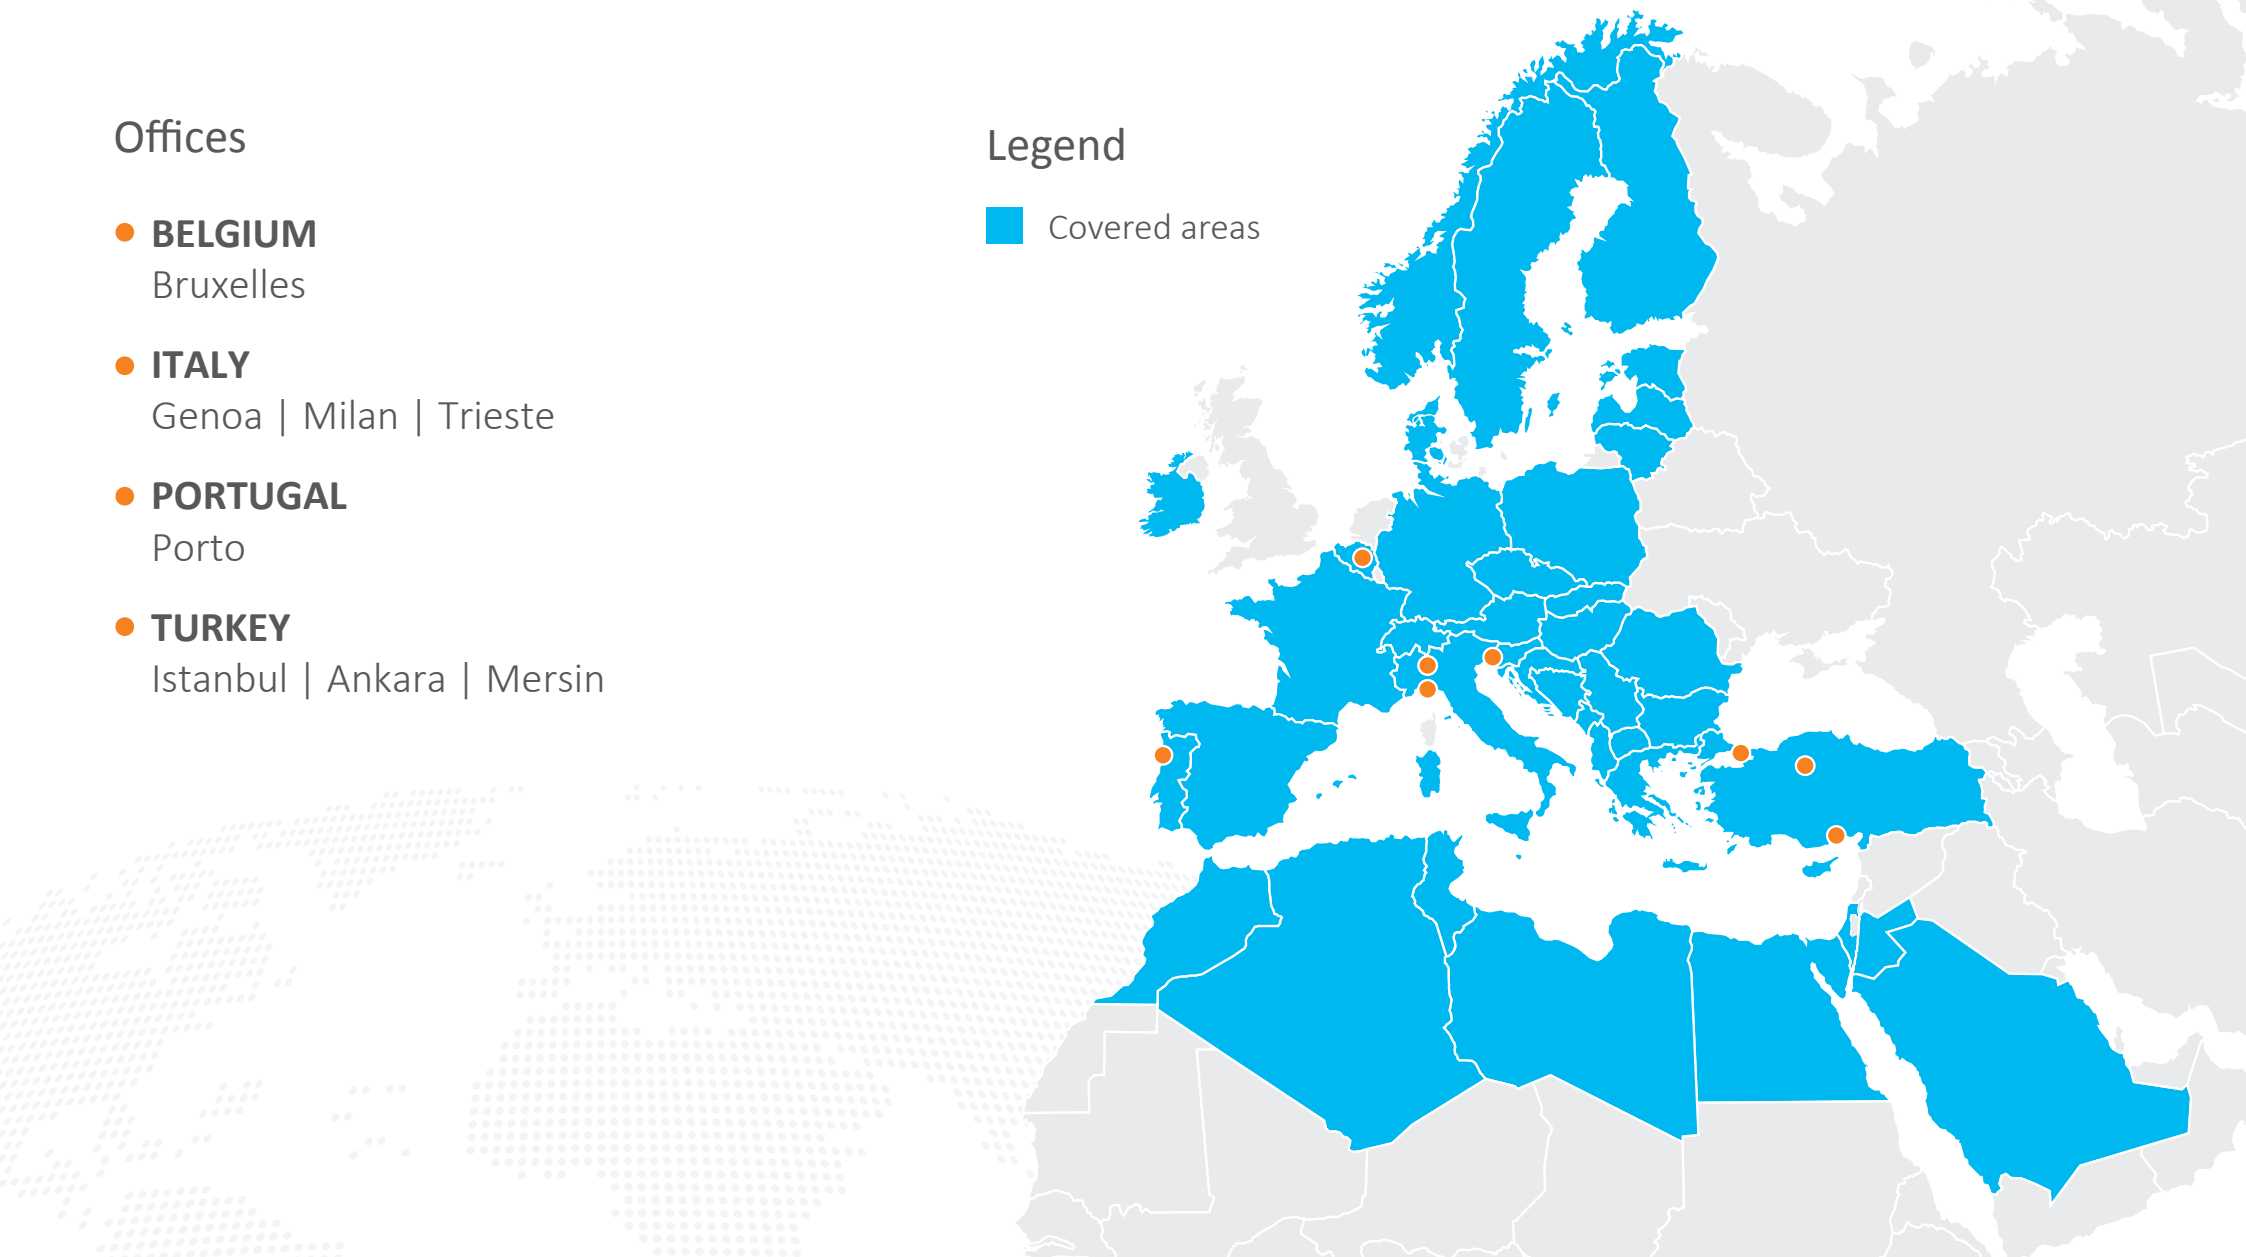 Offices
BELGIUM
Bruxelles
ITALY
Genoa | Milan | Trieste
PORTUGAL
Porto
TURKEY
Istanbul | Ankara | Mersin
Legend
Covered areas